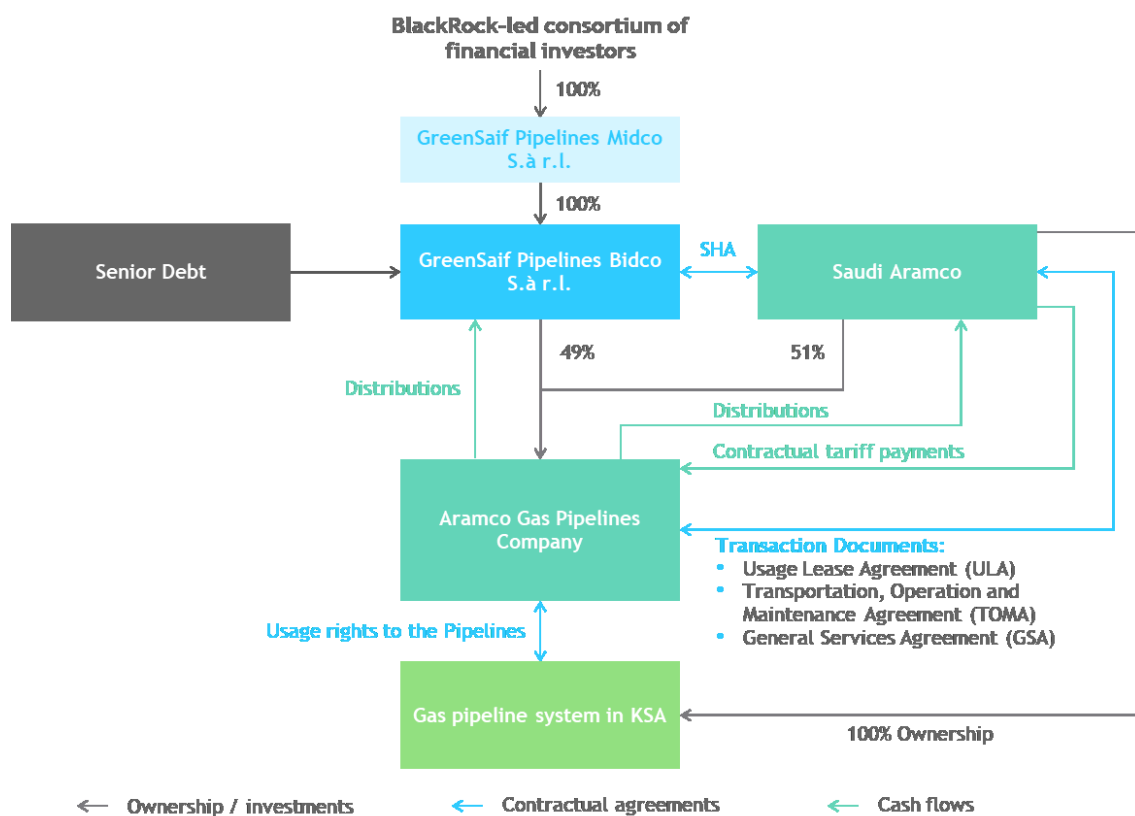 BlackRock-led consortium of
financial investors
100%
GreenSaif Pipelines Midco
S.à r.l.
100%
Senior Debt
GreenSaif Pipelines Bidco
S.à r.l.
SHA
Saudi Aramco
49%
51%
Distributions
Distributions
Contractual tariff payments
Aramco Gas Pipelines
Company
Transaction Documents:
• Usage Lease Agreement (ULA)
• Transportation, Operation and
Maintenance Agreement (TOMA)
• General Services Agreement (GSA)
Usage rights to the Pipelines
Gas pipeline system in KSA
100% Ownership
Ownership / investments
Contractual agreements
Cash flows